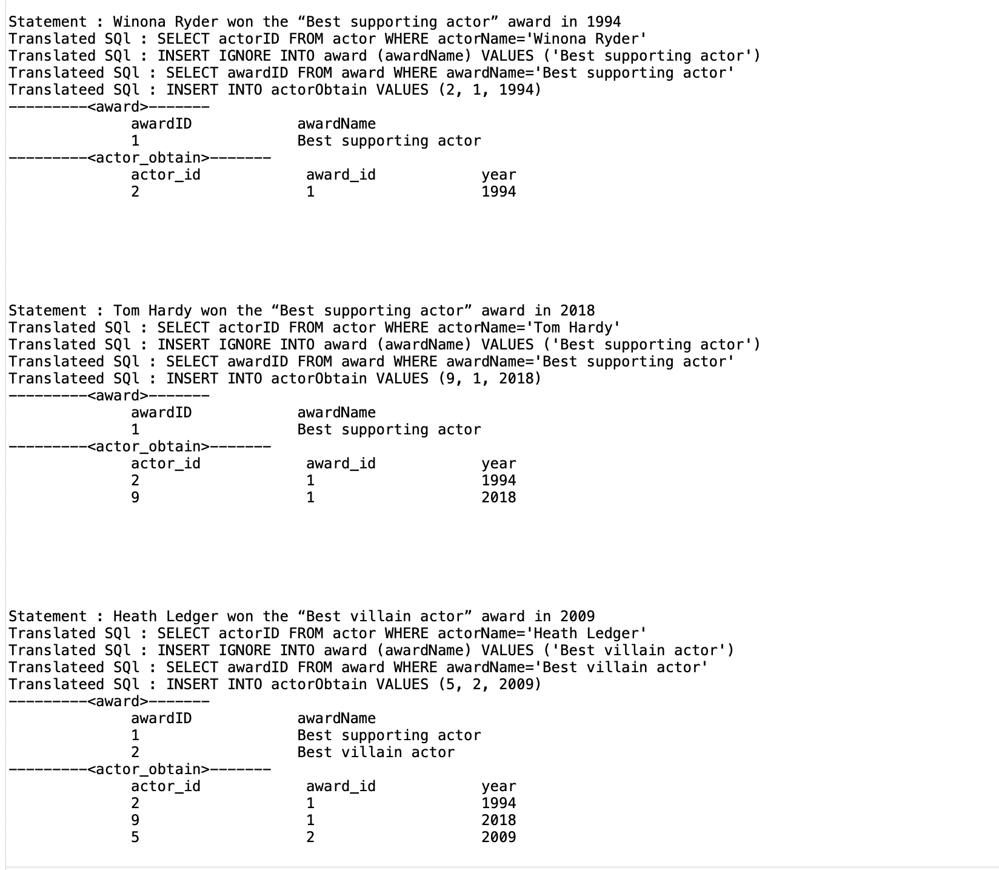 Statement : Winona Ryder won the “Best supporting actor” award in 1994
Translated SQl : SELECT actorID FROM actor WHERE actorName='Winona Ryder'
Translated SQl : INSERT IGNORE INTO award (awardName) VALUES ('Best supporting actor')
Translateed SQl : SELECT awardID FROM award WHERE awardName='Best supporting actor'
Translateed SQl : INSERT INTO actorObtain VALUES (2, 1, 1994)
---------<award>-------
awardID awardName
1 Best supporting actor
---------<actor_obtain>-------
actor_id award_id year
2 1 1994
Statement : Tom Hardy won the “Best supporting actor” award in 2018
Translated SQl : SELECT actorID FROM actor WHERE actorName='Tom Hardy'
Translated SQl : INSERT IGNORE INTO award (awardName) VALUES ('Best supporting actor')
Translateed SQl : SELECT awardID FROM award WHERE awardName='Best supporting actor'
Translateed SQl : INSERT INTO actorObtain VALUES (9, 1, 2018)
---------<award>-------
awardID awardName
1 Best supporting actor
---------<actor_obtain>-------
actor_id award_id year
2 1 1994
9 1 2018
Statement : Heath Ledger won the “Best villain actor” award in 2009
Translated SQl : SELECT actorID FROM actor WHERE actorName='Heath Ledger'
Translated SQl : INSERT IGNORE INTO award (awardName) VALUES ('Best villain actor')
Translateed SQl : SELECT awardID FROM award WHERE awardName='Best villain actor'
Translateed SQl : INSERT INTO actorObtain VALUES (5, 2, 2009)
---------<award>-------
awardID awardName
1 Best supporting actor
2 Best villain actor
---------<actor_obtain>-------
actor_id award_id year
2 1 1994
9 1 2018
5 2 2009